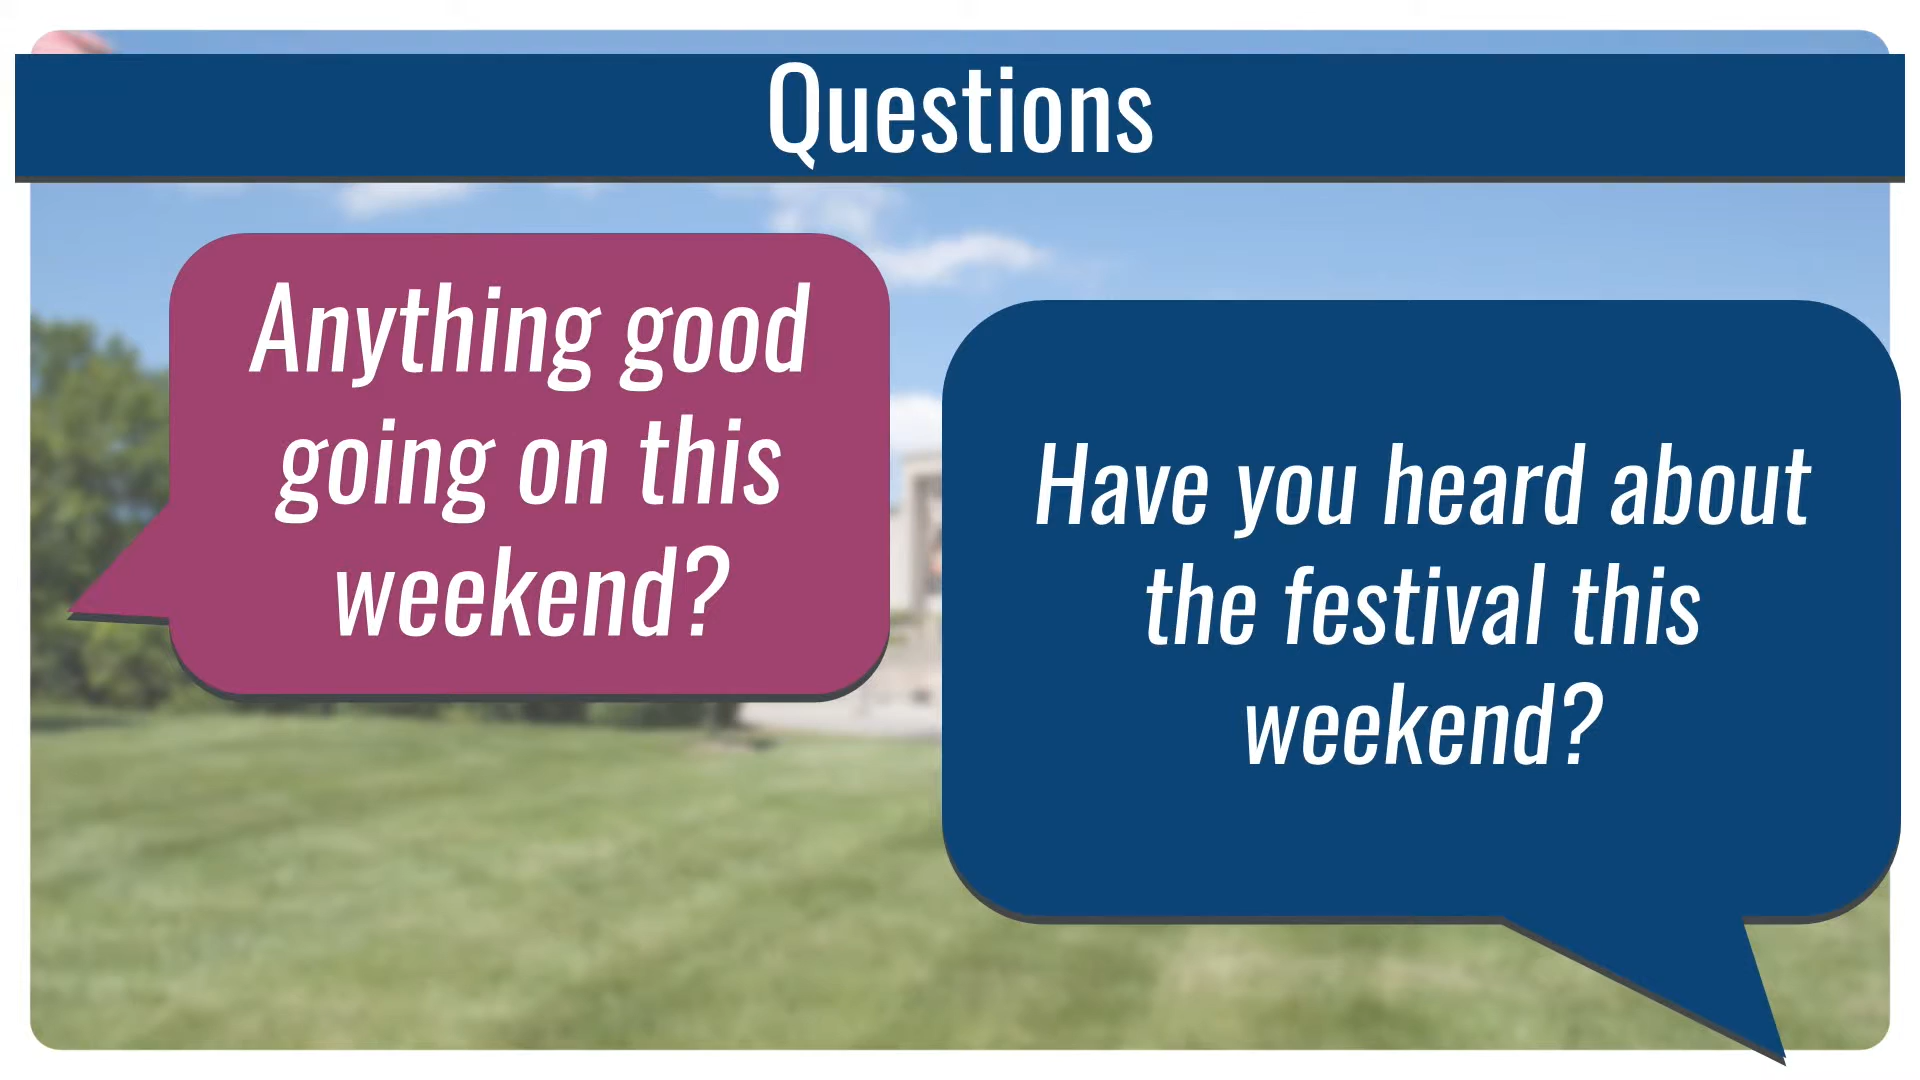 Questions
Anything good
going on this
weekend?
Have you heard about
the festival this
weekend?